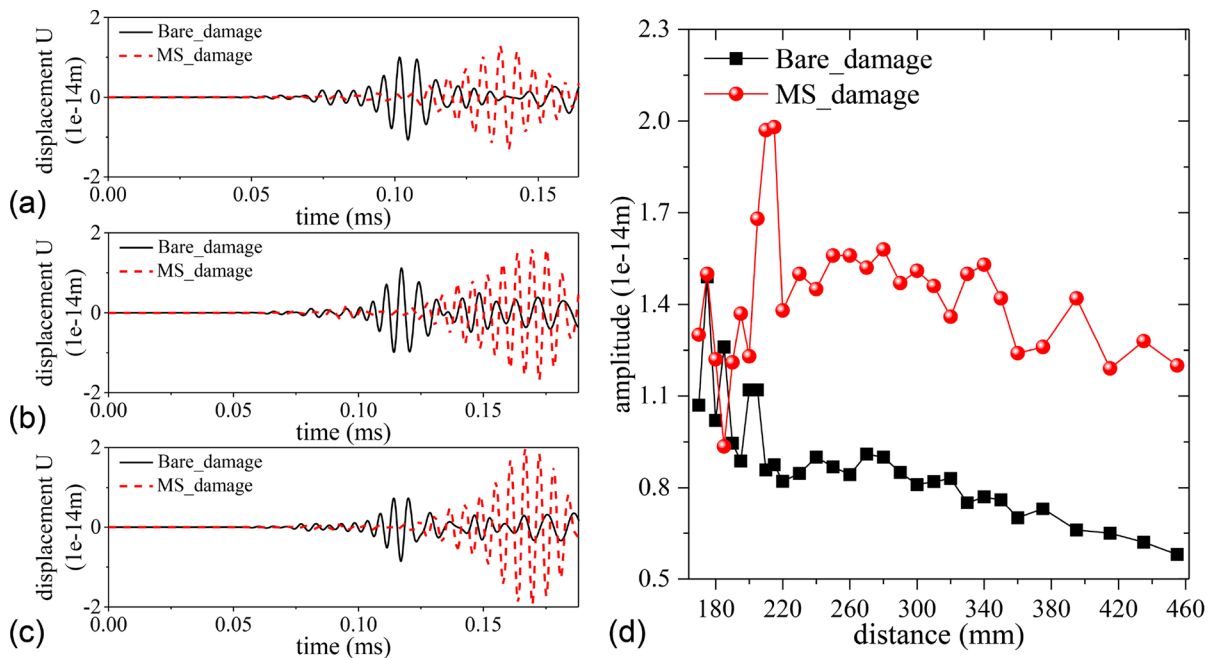 2
Bare_damage
MS_damage
0
-2
displacement U
(1e-14m)
0.00
0.05
0.10
0.15
time (ms)
(a)
2
Bare_damage
MS_damage
0
-2
displacement U
(1e-14m)
0.00
0.05
0.10
0.15
time (ms)
(b)
2
Bare_damage
MS_damage
0
-2
displacement U
(1e-14m)
0.00
0.05
0.10
0.15
time (ms)
(c)
2.3
2.0
1.7
1.4
1.1
0.8
0.5
amplitude (1e-14m)
Bare_damage
MS_damage
180 220 260 300 340 380 420 460
distance (mm)
(d)